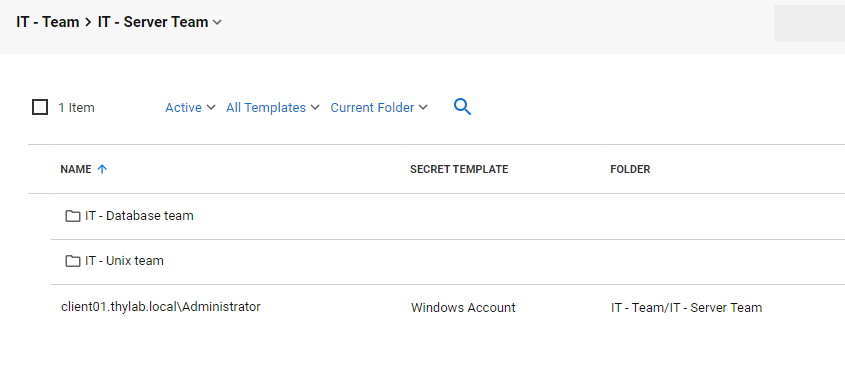 IT - Team > IT - Server Team
1 Item Active All Templates Current Folder
NAME SECRET TEMPLATE FOLDER
IT - Database team
IT - Unix team
client01.thylab.local\Administrator Windows Account IT - Team/IT - Server Team